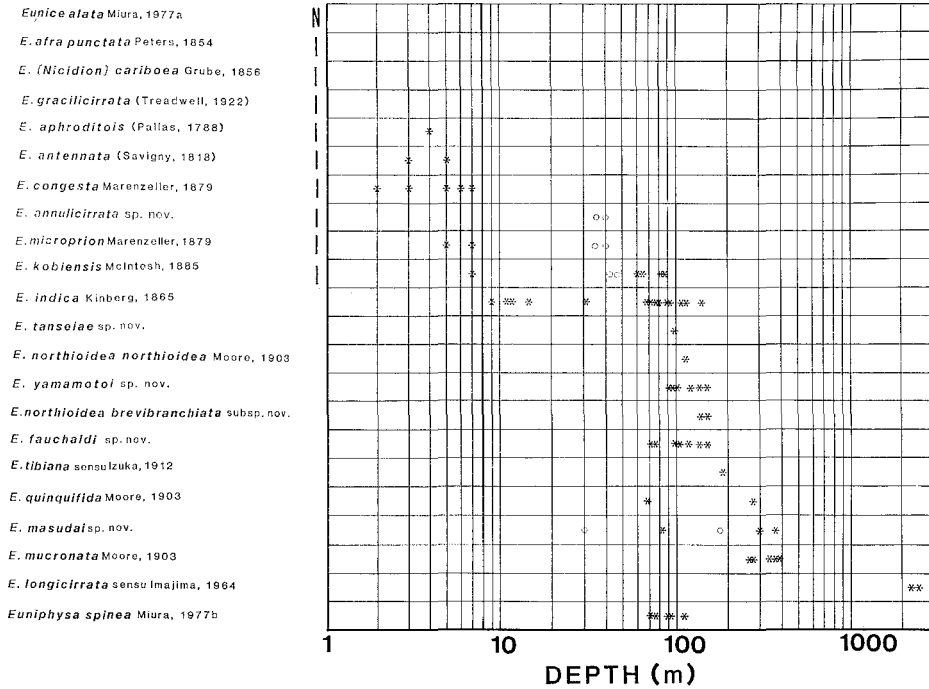 Eunice alata Miura, 1977a
N
E. afra punctata Peters, 1854
E. (Nicidion) cariboea Grube, 1856
E. gracilicirrata (Treadwell, 1922)
E. aphroditois (Pallas, 1788)
E. antennata (Savigny, 1818)
E. congesta Marenzeller, 1879
E. annulicirrata sp. nov.
E. microprion Marenzeller, 1879
E. kobiensis McIntosh, 1885
E. indica Kinberg, 1865
E. tanseiae sp. nov.
E. northioidea northioidea Moore, 1903
E. yamamotoi sp. nov.
E. northioidea brevibranchiata subsp. nov.
E. fauchaldi sp. nov.
E. tibiana sensu Izuka, 1912
E. quinquifida Moore, 1903
E. masudai sp. nov.
E. mucronata Moore, 1903
E. longicirrata sensu Imajima, 1964
Euniphysa spinea Miura, 1977b
1 10 100 1000
DEPTH (m)